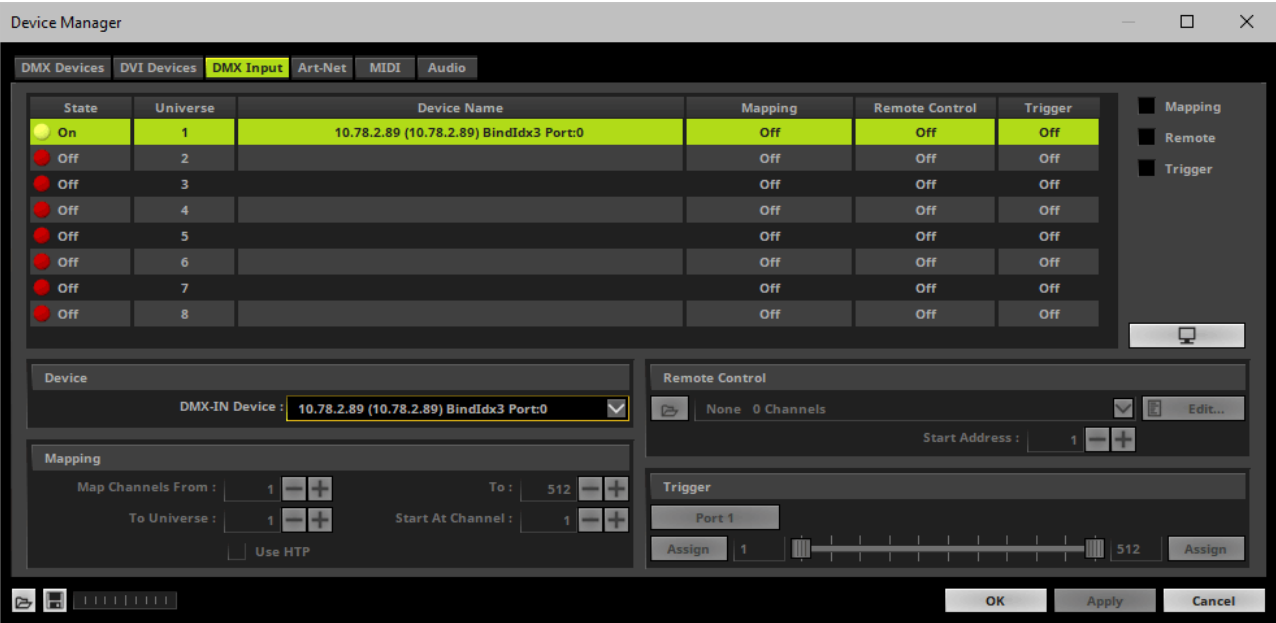 Device Manager
DMX Devices DVI Devices DMX Input Art-Net MIDI Audio
State Universe Device Name Mapping Remote Control Trigger
On 1 10.78.2.89 (10.78.2.89) BindIdx3 Port:0 Off Off Off
Off 2 Off Off Off
Off 3 Off Off Off
Off 4 Off Off Off
Off 5 Off Off Off
Off 6 Off Off Off
Off 7 Off Off Off
Off 8 Off Off Off
Mapping
Remote
Trigger
Device
DMX-IN Device : 10.78.2.89 (10.78.2.89) BindIdx3 Port:0
Mapping
Map Channels From : 1 To : 512
To Universe : 1 Start At Channel : 1
Use HTP
Remote Control
None 0 Channels Edit...
Start Address : 1
Trigger
Port 1
Assign 1 512 Assign
OK Apply Cancel